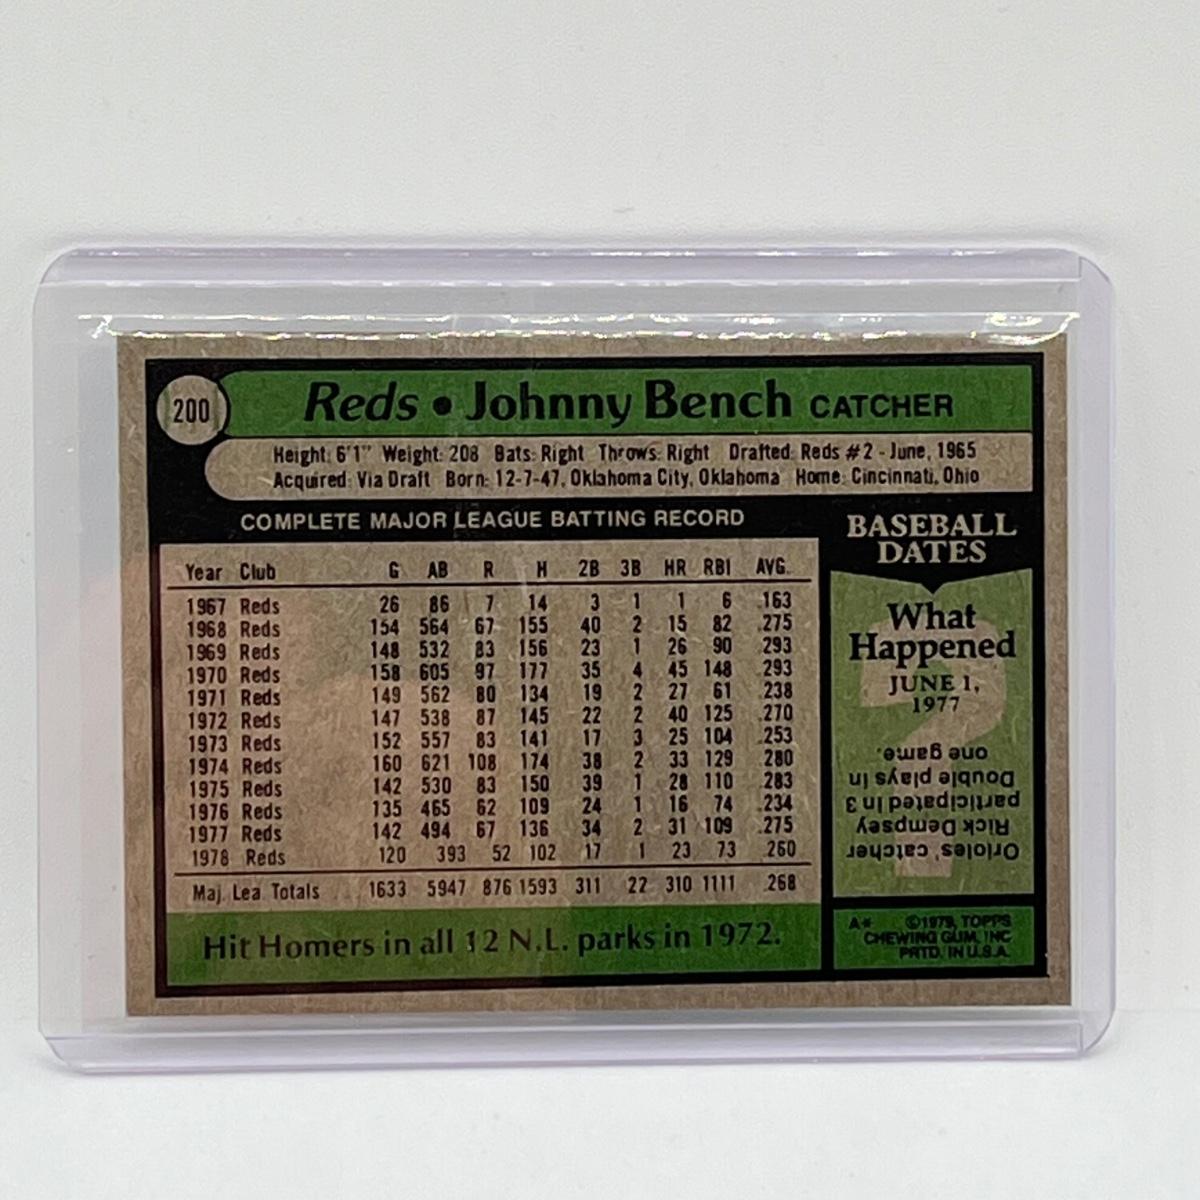 200
Reds • Johnny Bench CATCHER
Height: 6'1" Weight: 208 Bats: Right Throws: Right Drafted: Reds #2 - June, 1965
Acquired: Via Draft Born: 12-7-47, Oklahoma City, Oklahoma Home: Cincinnati, Ohio
COMPLETE MAJOR LEAGUE BATTING RECORD
Year Club G AB R H 2B 3B HR RBI AVG.
1967 Reds 26 86 7 14 3 1 1 6 .163
1968 Reds 154 564 67 155 40 2 15 82 .275
1969 Reds 148 532 83 156 23 1 26 90 .293
1970 Reds 158 605 97 177 35 4 45 148 .293
1971 Reds 149 562 80 134 19 2 27 61 .238
1972 Reds 147 538 87 145 22 2 40 125 .270
1973 Reds 152 557 83 141 17 3 25 104 .253
1974 Reds 160 621 108 174 38 2 33 129 .280
1975 Reds 142 530 83 150 39 1 28 110 .283
1976 Reds 135 465 62 109 24 1 16 74 .234
1977 Reds 142 494 67 136 34 2 31 109 .275
1978 Reds 120 393 52 102 17 1 23 73 .260
Maj. Lea. Totals . . . 1633 5947 876 1593 311 22 310 1111 .268
Hit Homers in all 12 N.L. parks in 1972.
BASEBALL
DATES
What
Happened
JUNE 1,
1977
?
Orioles' catcher
Rick Dempsey
participated in 3
Double plays in
one game.
A* ©1979, TOPPS
CHEWING GUM, INC
PRTD. IN U.S.A.